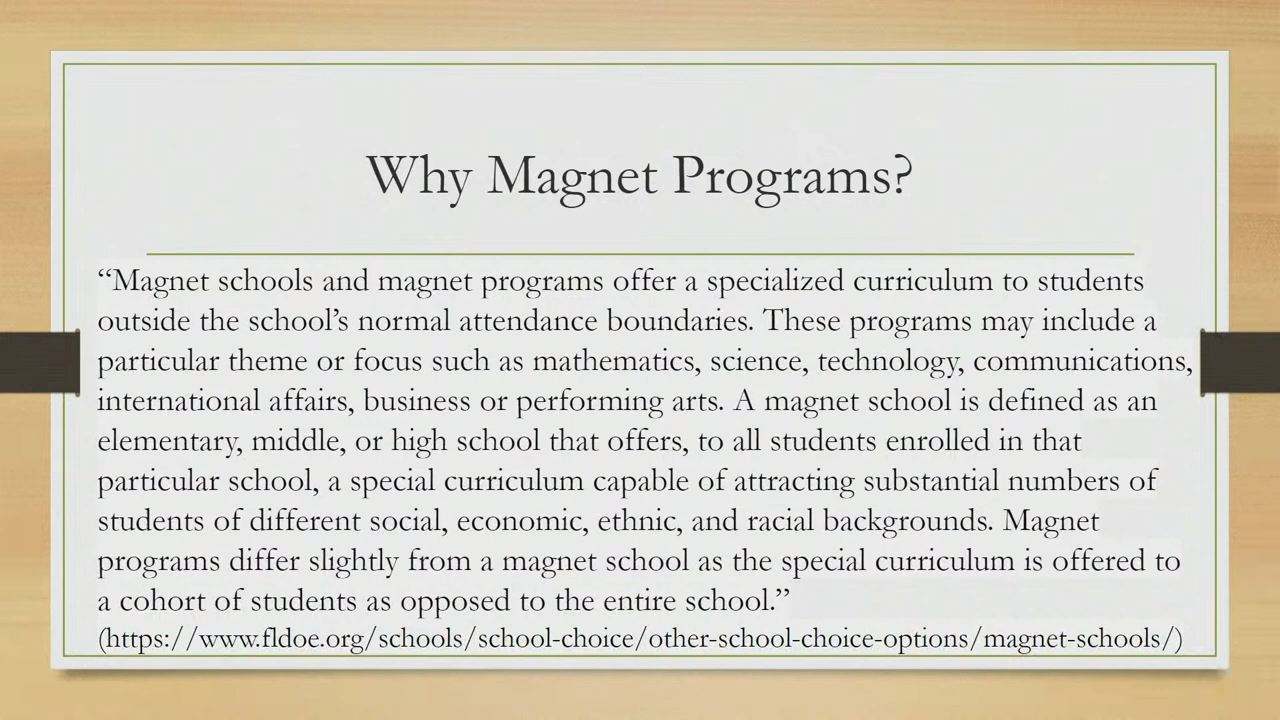 Why Magnet Programs?
“Magnet schools and magnet programs offer a specialized curriculum to students
outside the school’s normal attendance boundaries. These programs may include a
particular theme or focus such as mathematics, science, technology, communications,
international affairs, business or performing arts. A magnet school is defined as an
elementary, middle, or high school that offers, to all students enrolled in that
particular school, a special curriculum capable of attracting substantial numbers of
students of different social, economic, ethnic, and racial backgrounds. Magnet
programs differ slightly from a magnet school as the special curriculum is offered to
a cohort of students as opposed to the entire school.”
(https://www.fldoe.org/schools/school-choice/other-school-choice-options/magnet-schools/)